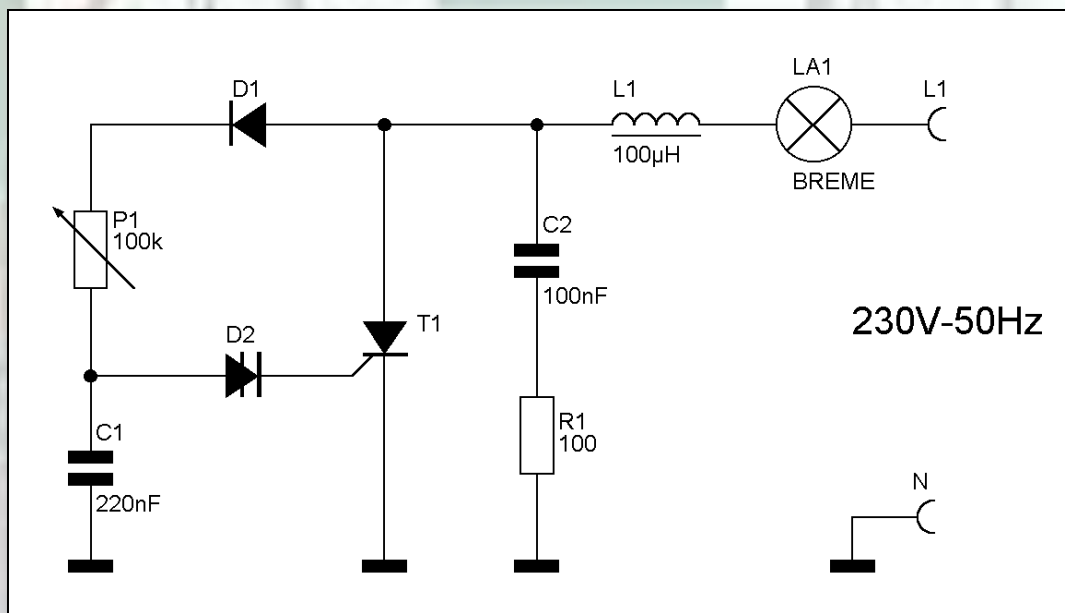 D1
L1
LA1
L1
100µH
BREME
P1
100k
C2
100nF
230V-50Hz
D2
T1
C1
220nF
R1
100
N